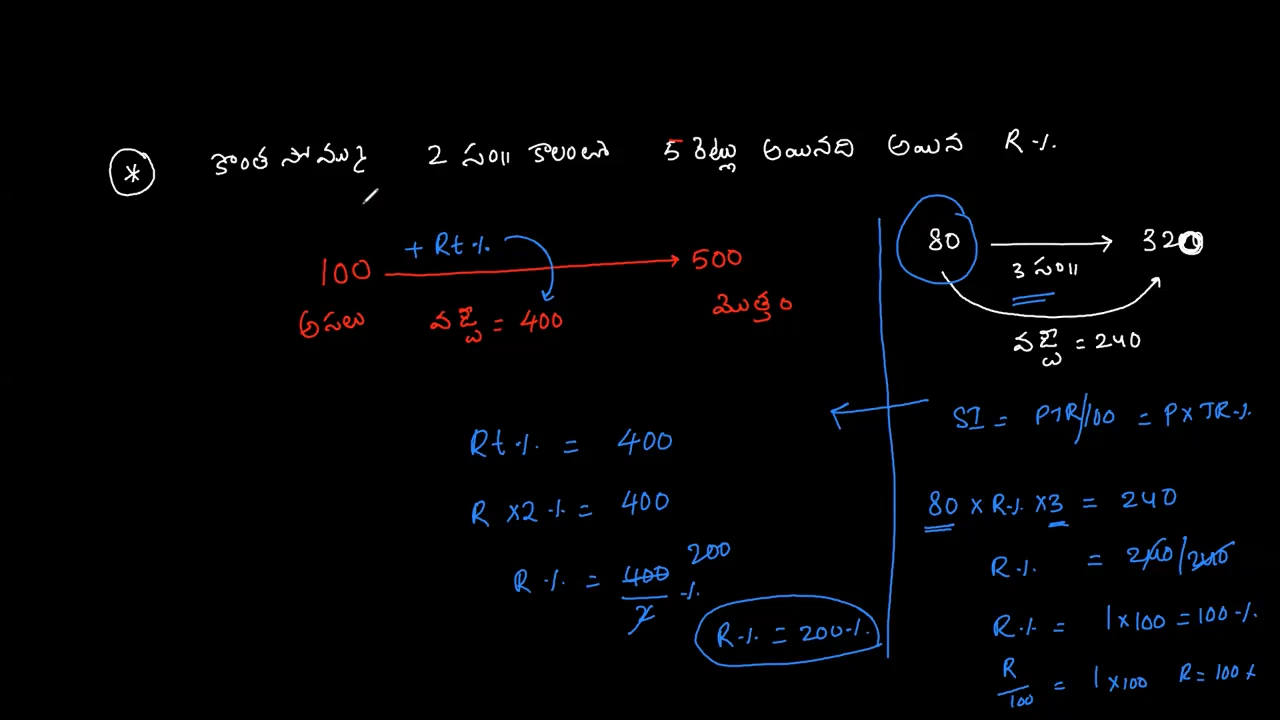 * కొంత సొమ్ము 2 సం॥ కాలంలో 5 రెట్లు అయినది అయిన R%.
100 + Rt% 500
అసలు వడ్డీ = 400 మొత్తం
Rt% = 400
R ×2% = 400
R% = 400/2 % 200
R% = 200%
80 320
3 సం॥
వడ్డీ = 240
SI = PTR/100 = P×TR%
80 × R% ×3 = 240
R% = 240/240
R% = 1×100 = 100%
R/100 = 1×100 R = 100%